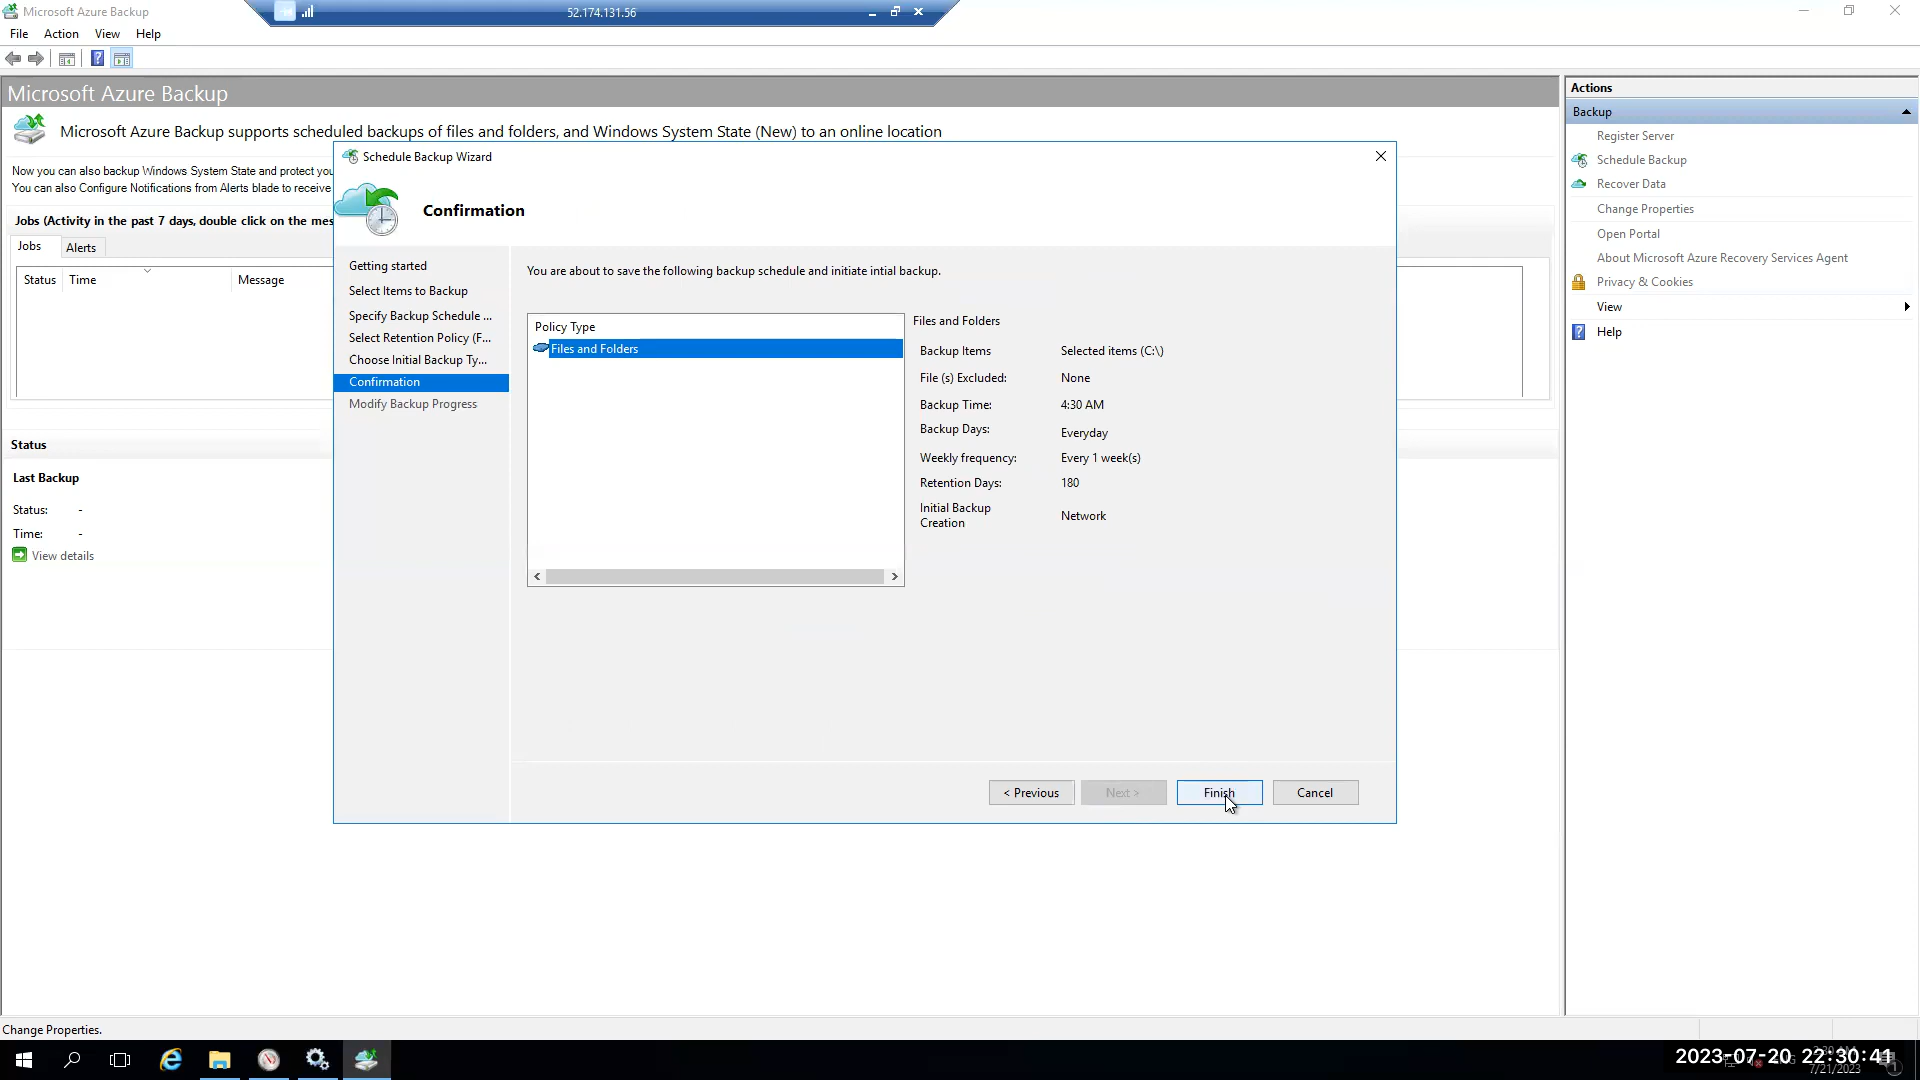 Microsoft Azure Backup
52.174.131.56
File Action View Help
Microsoft Azure Backup
Microsoft Azure Backup supports scheduled backups of files and folders, and Windows System State (New) to an online location
Now you can also backup Windows System State and protect you
You can also Configure Notifications from Alerts blade to receive
Jobs (Activity in the past 7 days, double click on the mes
Jobs Alerts
Status Time Message
Status
Last Backup
Status: -
Time: -
View details
Schedule Backup Wizard
Confirmation
Getting started
Select Items to Backup
Specify Backup Schedule ...
Select Retention Policy (F...
Choose Initial Backup Ty...
Confirmation
Modify Backup Progress
You are about to save the following backup schedule and initiate intial backup.
Policy Type
Files and Folders
Files and Folders
Backup Items Selected items (C:\)
File (s) Excluded: None
Backup Time: 4:30 AM
Backup Days: Everyday
Weekly frequency: Every 1 week(s)
Retention Days: 180
Initial Backup Creation Network
< Previous Next > Finish Cancel
Actions
Backup
Register Server
Schedule Backup
Recover Data
Change Properties
Open Portal
About Microsoft Azure Recovery Services Agent
Privacy & Cookies
View
Help
Change Properties.
2023-07-20 22:30:41
7/21/2023